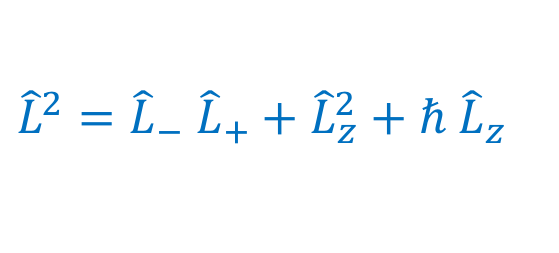 L̂² = L̂₋ L̂₊ + L̂_z² + ℏ L̂_z